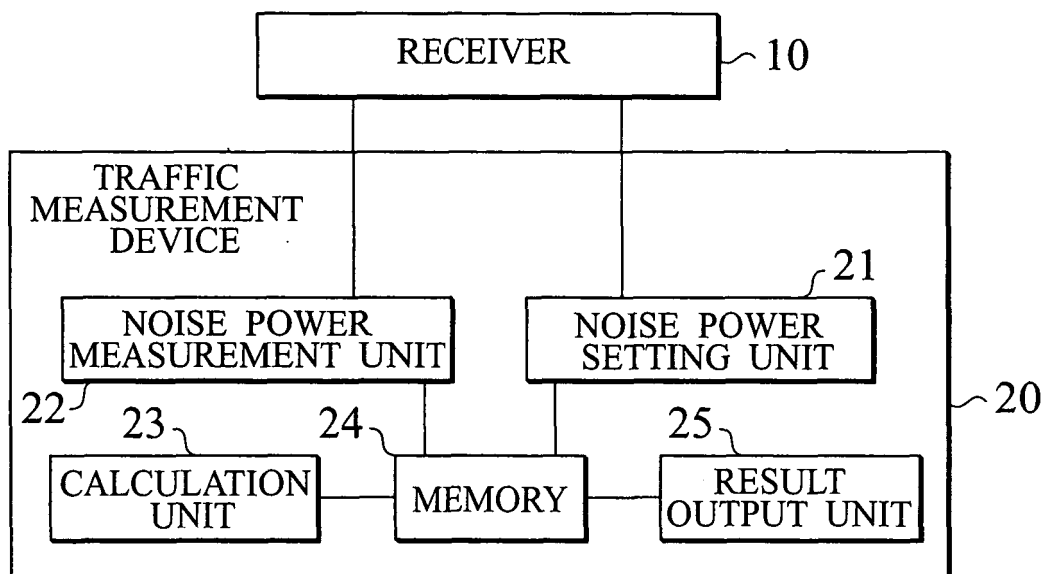 RECEIVER
10
TRAFFIC
MEASUREMENT
DEVICE
21
NOISE POWER
MEASUREMENT UNIT
NOISE POWER
SETTING UNIT
22
20
23
24
25
CALCULATION
UNIT
MEMORY
RESULT
OUTPUT UNIT